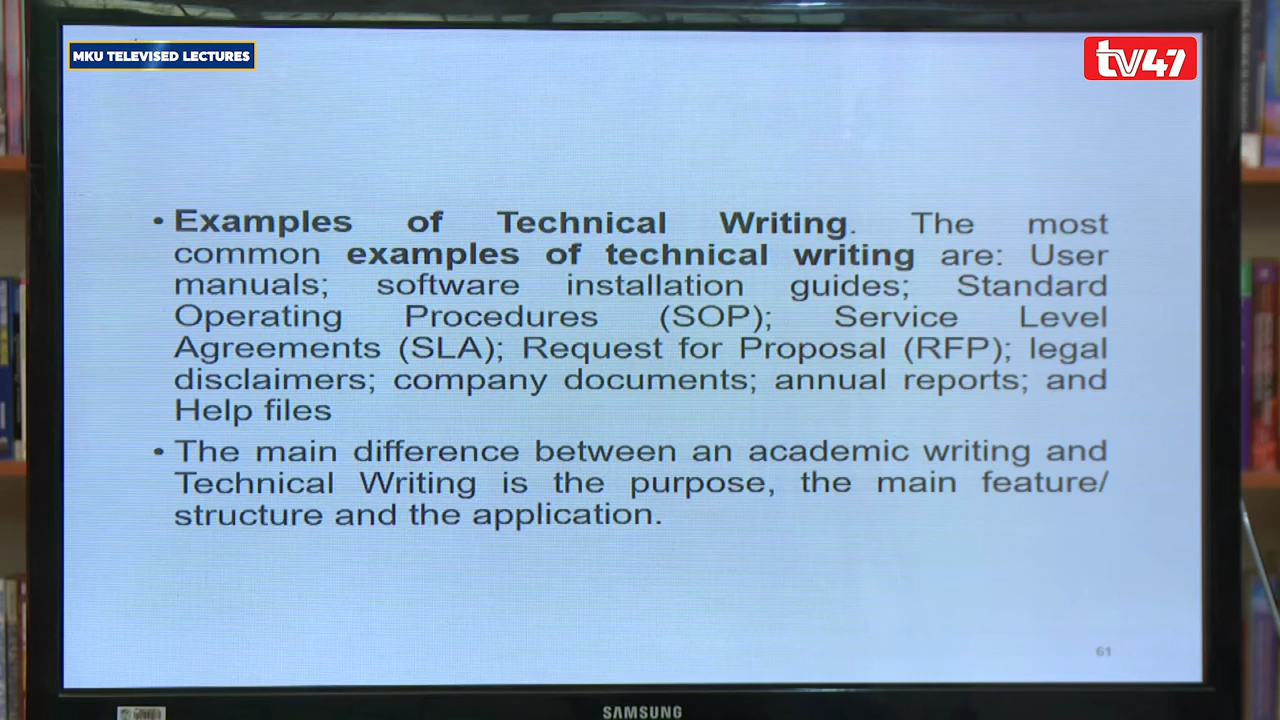 MKU TELEVISED LECTURES
tv47
• Examples of Technical Writing. The most
common examples of technical writing are: User
manuals; software installation guides; Standard
Operating Procedures (SOP); Service Level
Agreements (SLA); Request for Proposal (RFP); legal
disclaimers; company documents; annual reports; and
Help files
• The main difference between an academic writing and
Technical Writing is the purpose, the main feature/
structure and the application.
61
SAMSUNG